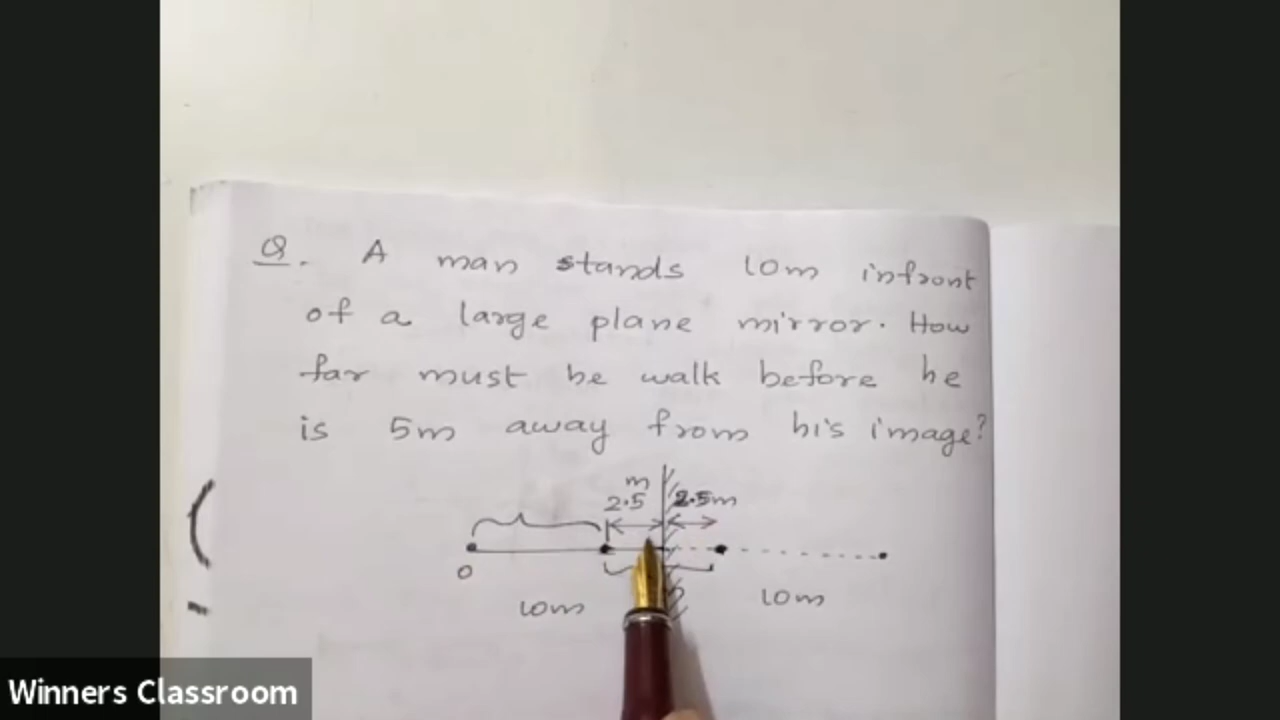 Q. A man stands 10m infront
of a large plane mirror. How
far must he walk before he
is 5m away from his image?
m
2.5 2.5m
O
10m 10m
Winners Classroom